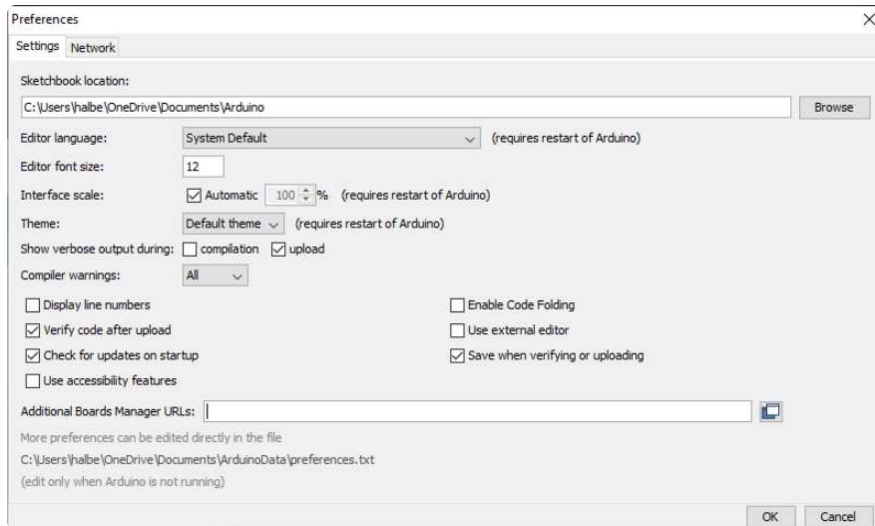 Preferences
Settings Network
Sketchbook location:
C:\Users\halbe\OneDrive\Documents\Arduino Browse
Editor language: System Default (requires restart of Arduino)
Editor font size: 12
Interface scale: Automatic 100 % (requires restart of Arduino)
Theme: Default theme (requires restart of Arduino)
Show verbose output during: compilation upload
Compiler warnings: All
Display line numbers Enable Code Folding
Verify code after upload Use external editor
Check for updates on startup Save when verifying or uploading
Use accessibility features
Additional Boards Manager URLs:
More preferences can be edited directly in the file
C:\Users\halbe\OneDrive\Documents\ArduinoData\preferences.txt
(edit only when Arduino is not running)
OK Cancel